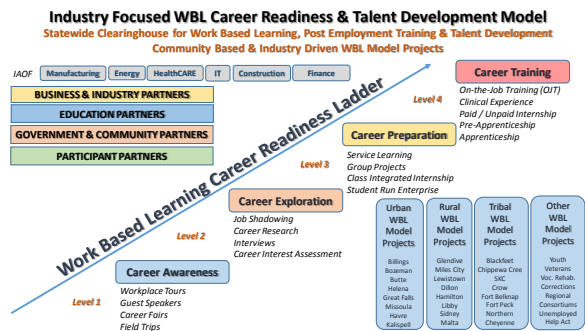 Industry Focused WBL Career Readiness & Talent Development Model
Statewide Clearinghouse for Work Based Learning, Post Employment Training & Talent Development
Community Based & Industry Driven WBL Model Projects
IAOF
Manufacturing
Energy
HealthCARE
IT
Construction
Finance
BUSINESS & INDUSTRY PARTNERS
EDUCATION PARTNERS
GOVERNMENT & COMMUNITY PARTNERS
PARTICIPANT PARTNERS
Work Based Learning Career Readiness Ladder
Level 4
Career Training
On-the-Job Training (OJT)
Clinical Experience
Paid / Unpaid Internship
Pre-Apprenticeship
Apprenticeship
Level 3
Career Preparation
Service Learning
Group Projects
Class Integrated Internship
Student Run Enterprise
Level 2
Career Exploration
Job Shadowing
Career Research
Interviews
Career Interest Assessment
Level 1
Career Awareness
Workplace Tours
Guest Speakers
Career Fairs
Field Trips
Urban
WBL
Model
Projects
Billings
Bozeman
Butte
Helena
Great Falls
Missoula
Havre
Kalispell
Rural
WBL
Model
Projects
Glendive
Miles City
Lewistown
Dillon
Hamilton
Libby
Sidney
Malta
Tribal
WBL
Model
Projects
Blackfeet
Chippewa Cree
SKC
Crow
Fort Bellnap
Fort Peck
Northern
Cheyenne
Other
WBL
Model
Projects
Youth
Veterans
Voc. Rehab.
Corrections
Regional
Consortiums
Unemployed
Help Act